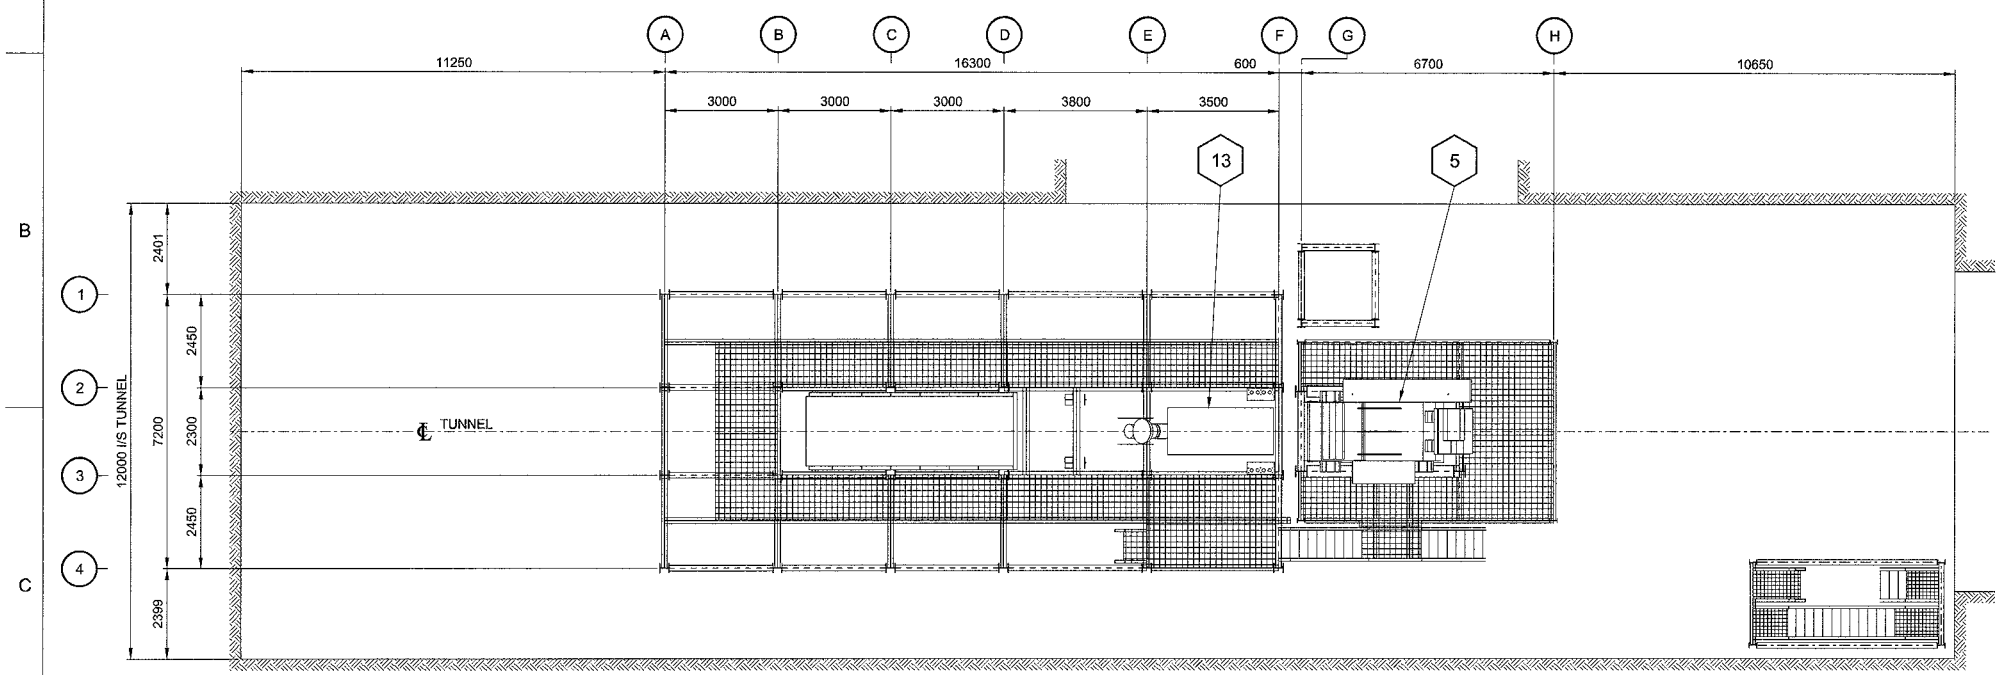 A B C D E F G H
11250 16300 600 6700 10650
3000 3000 3000 3800 3500
13 5
B
2401
1
2450
2
12000 I/S TUNNEL
7200
2300
℄ TUNNEL
3
2450
4
C
2399